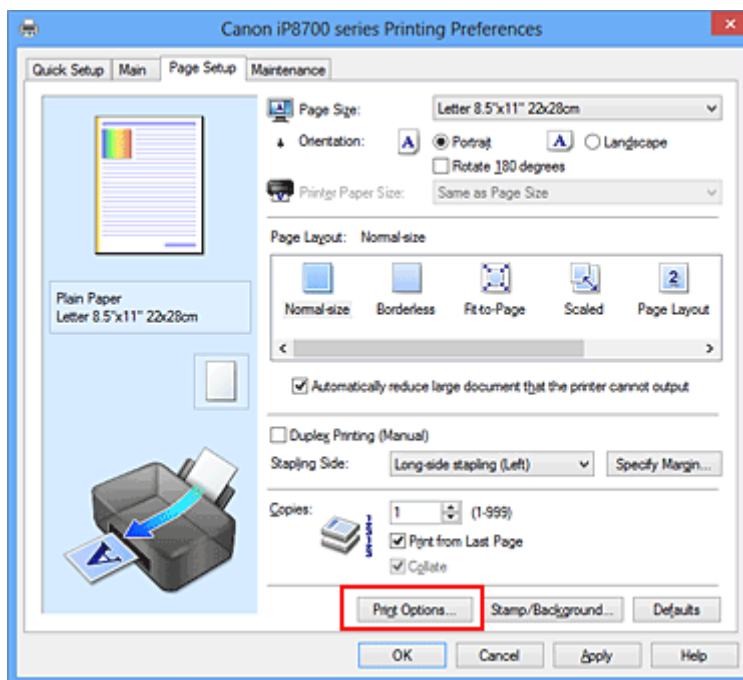 Canon iP8700 series Printing Preferences
Quick Setup Main Page Setup Maintenance
Page Size: Letter 8.5"x11" 22x28cm
Orientation: A Portrait A Landscape
Rotate 180 degrees
Printer Paper Size: Same as Page Size
Page Layout: Normal-size
2
Normal-size Borderless Fit-to-Page Scaled Page Layout
Plain Paper
Letter 8.5"x11" 22x28cm
Automatically reduce large document that the printer cannot output
Duplex Printing (Manual)
Stapling Side: Long-side stapling (Left) Specify Margin...
Copies: 1 (1-999)
Print from Last Page
Collate
A
Print Options... Stamp/Background... Defaults
OK Cancel Apply Help